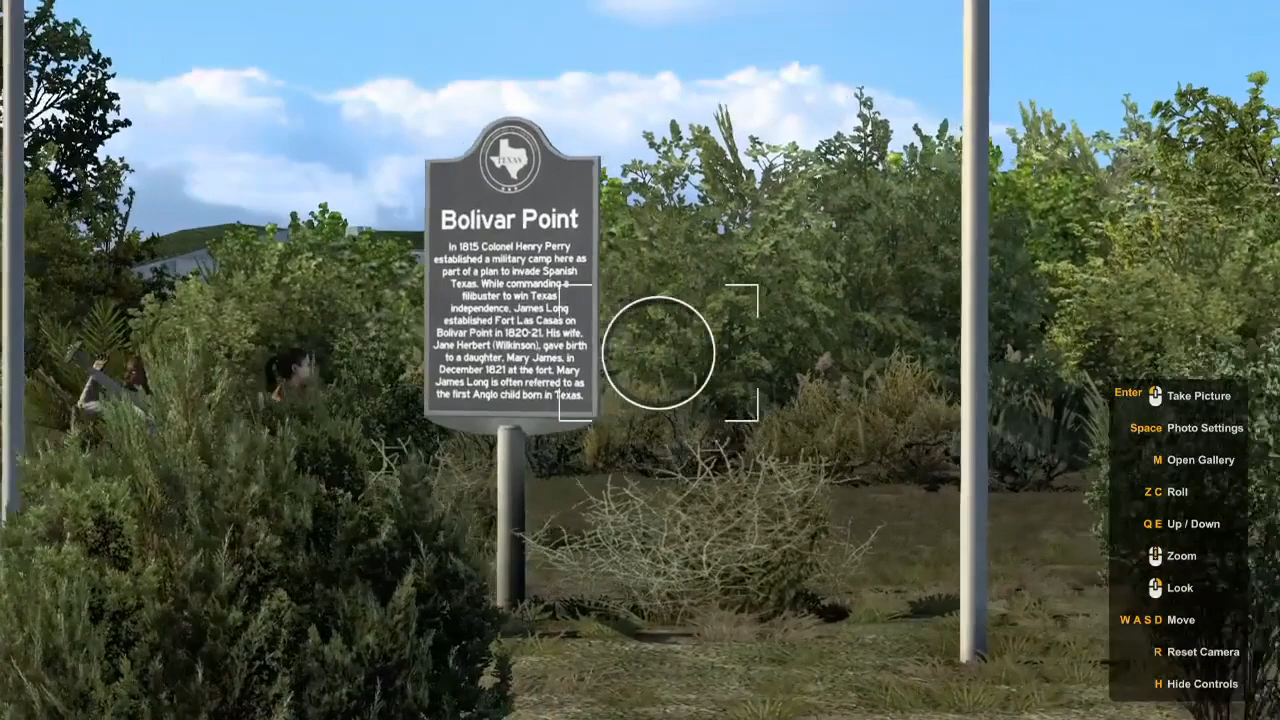 TEXAS
Bolivar Point
In 1815 Colonel Henry Perry
established a military camp here as
part of a plan to invade Spanish
Texas. While commanding a
filibuster to win Texas
independence, James Long
established Fort Las Casas on
Bolivar Point in 1820-21. His wife,
Jane Herbert (Wilkinson), gave birth
to a daughter, Mary James, in
December 1821 at the fort. Mary
James Long is often referred to as
the first Anglo child born in Texas.
Enter Take Picture
Space Photo Settings
M Open Gallery
Z C Roll
Q E Up / Down
Zoom
Look
W A S D Move
R Reset Camera
H Hide Controls